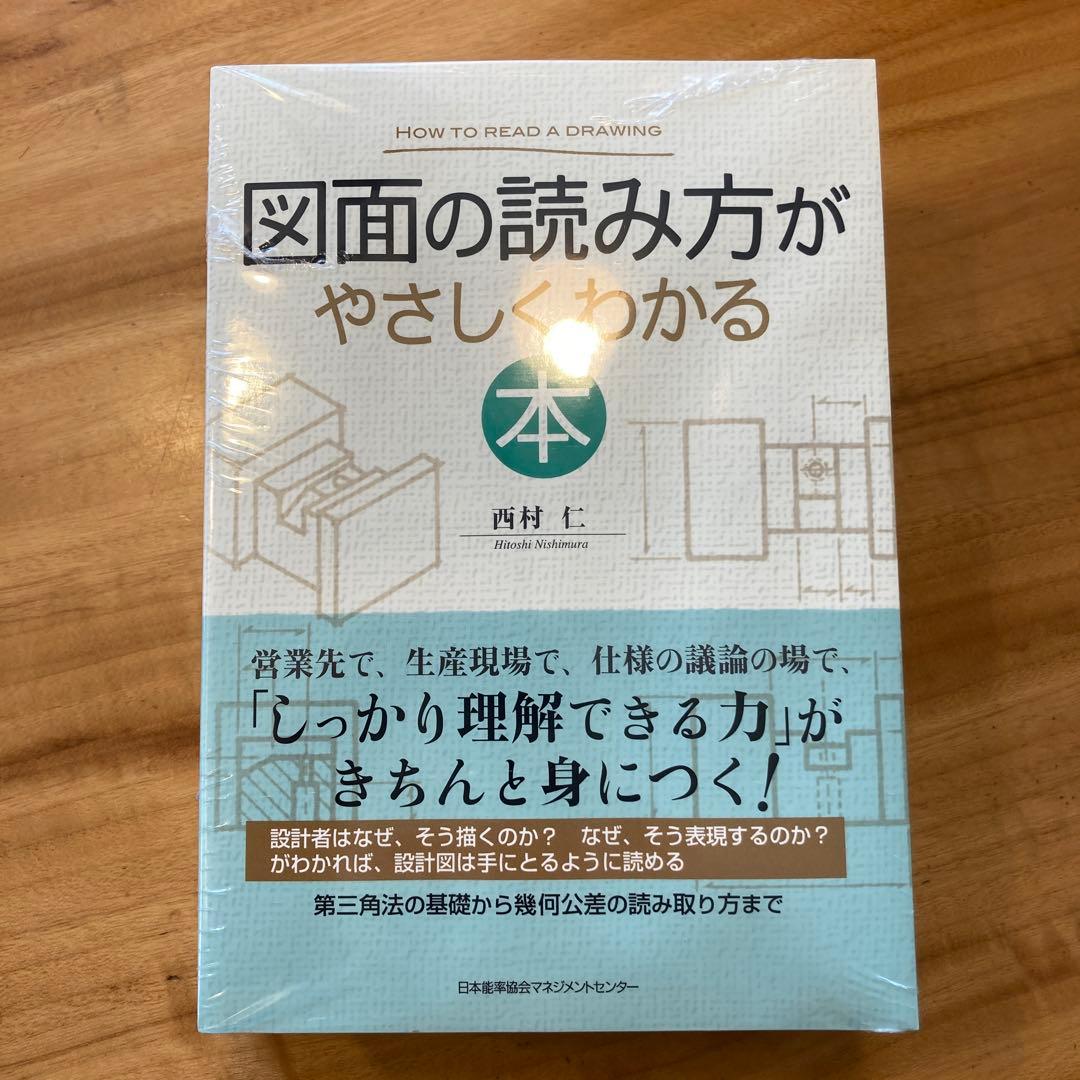 HOW TO READ A DRAWING
図面の読み方が
やさしくわかる
本
西村 仁
Hitoshi Nishimura
営業先で、生産現場で、仕様の議論の場で、
「しっかり理解できる力」が
きちんと身につく!
設計者はなぜ、そう描くのか? なぜ、そう表現するのか?
がわかれば、設計図は手にとるように読める
第三角法の基礎から幾何公差の読み取り方まで
日本能率協会マネジメントセンター